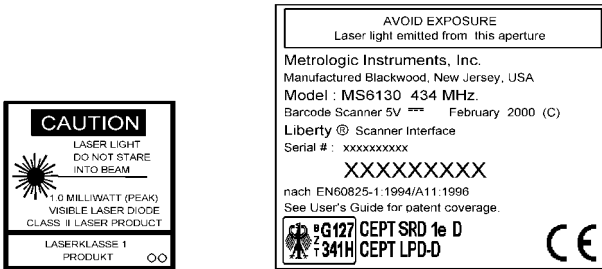 CAUTION
LASER LIGHT
DO NOT STARE
INTO BEAM
1.0 MILLIWATT (PEAK)
VISIBLE LASER DIODE
CLASS II LASER PRODUCT
LASERKLASSE 1
PRODUKT
AVOID EXPOSURE
Laser light emitted from this aperture
Metrologic Instruments, Inc.
Manufactured Blackwood, New Jersey, USA
Model : MS6130 434 MHz.
Barcode Scanner 5V February 2000 (C)
Liberty ® Scanner Interface
Serial # : xxxxxxxxxx
XXXXXXXXX
nach EN60825-1:1994/A11:1996
See User's Guide for patent coverage.
BZT G127 CEPT SRD 1e D
341H CEPT LPD-D
CE